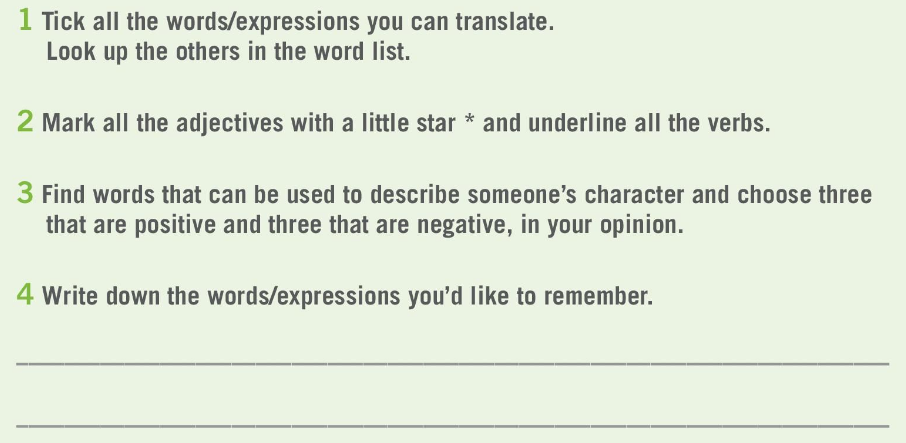 1 Tick all the words/expressions you can translate.
Look up the others in the word list.
2 Mark all the adjectives with a little star * and underline all the verbs.
3 Find words that can be used to describe someone’s character and choose three
that are positive and three that are negative, in your opinion.
4 Write down the words/expressions you’d like to remember.